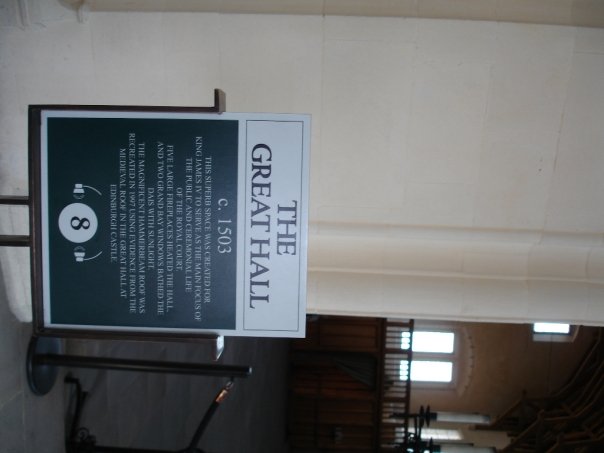 THE
GREAT HALL
c. 1503
THIS SUPERB SPACE WAS CREATED FOR
KING JAMES IV TO SERVE AS THE MAIN FOCUS OF
THE PUBLIC AND CEREMONIAL LIFE
OF THE ROYAL COURT.
FIVE LARGE FIREPLACES HEATED THE HALL,
AND TWO GRAND BAY WINDOWS BATHED THE
DAIS WITH SUNLIGHT.
THE MAGNIFICENT HAMMERBEAM ROOF WAS
RECREATED IN 1997 USING EVIDENCE FROM THE
MEDIEVAL ROOF IN THE GREAT HALL AT
EDINBURGH CASTLE.
8